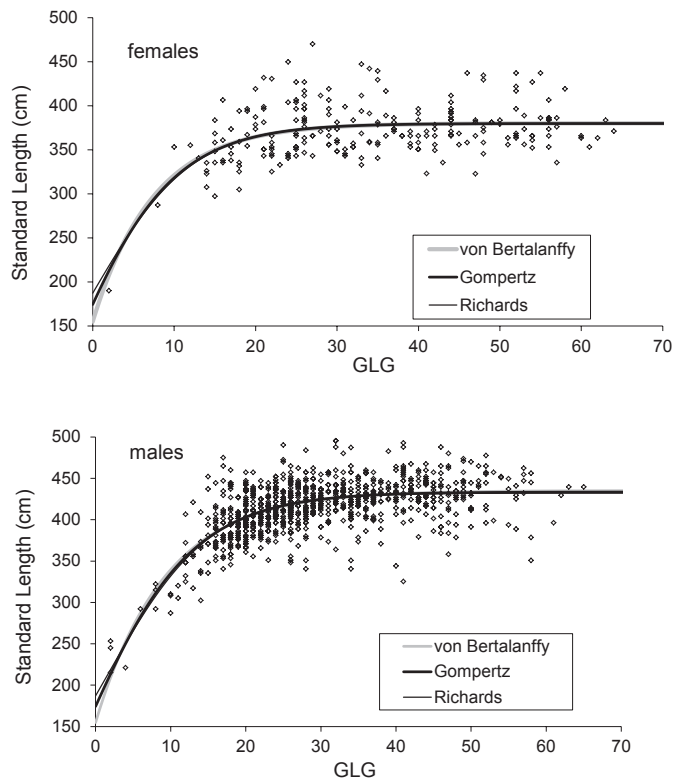 500
females
450
400
350
300
250
200
150
Standard Length (cm)
von Bertalanffy
Gompertz
Richards
0 10 20 30 40 50 60 70
GLG
500
males
450
400
350
300
250
200
150
Standard Length (cm)
von Bertalanffy
Gompertz
Richards
0 10 20 30 40 50 60 70
GLG